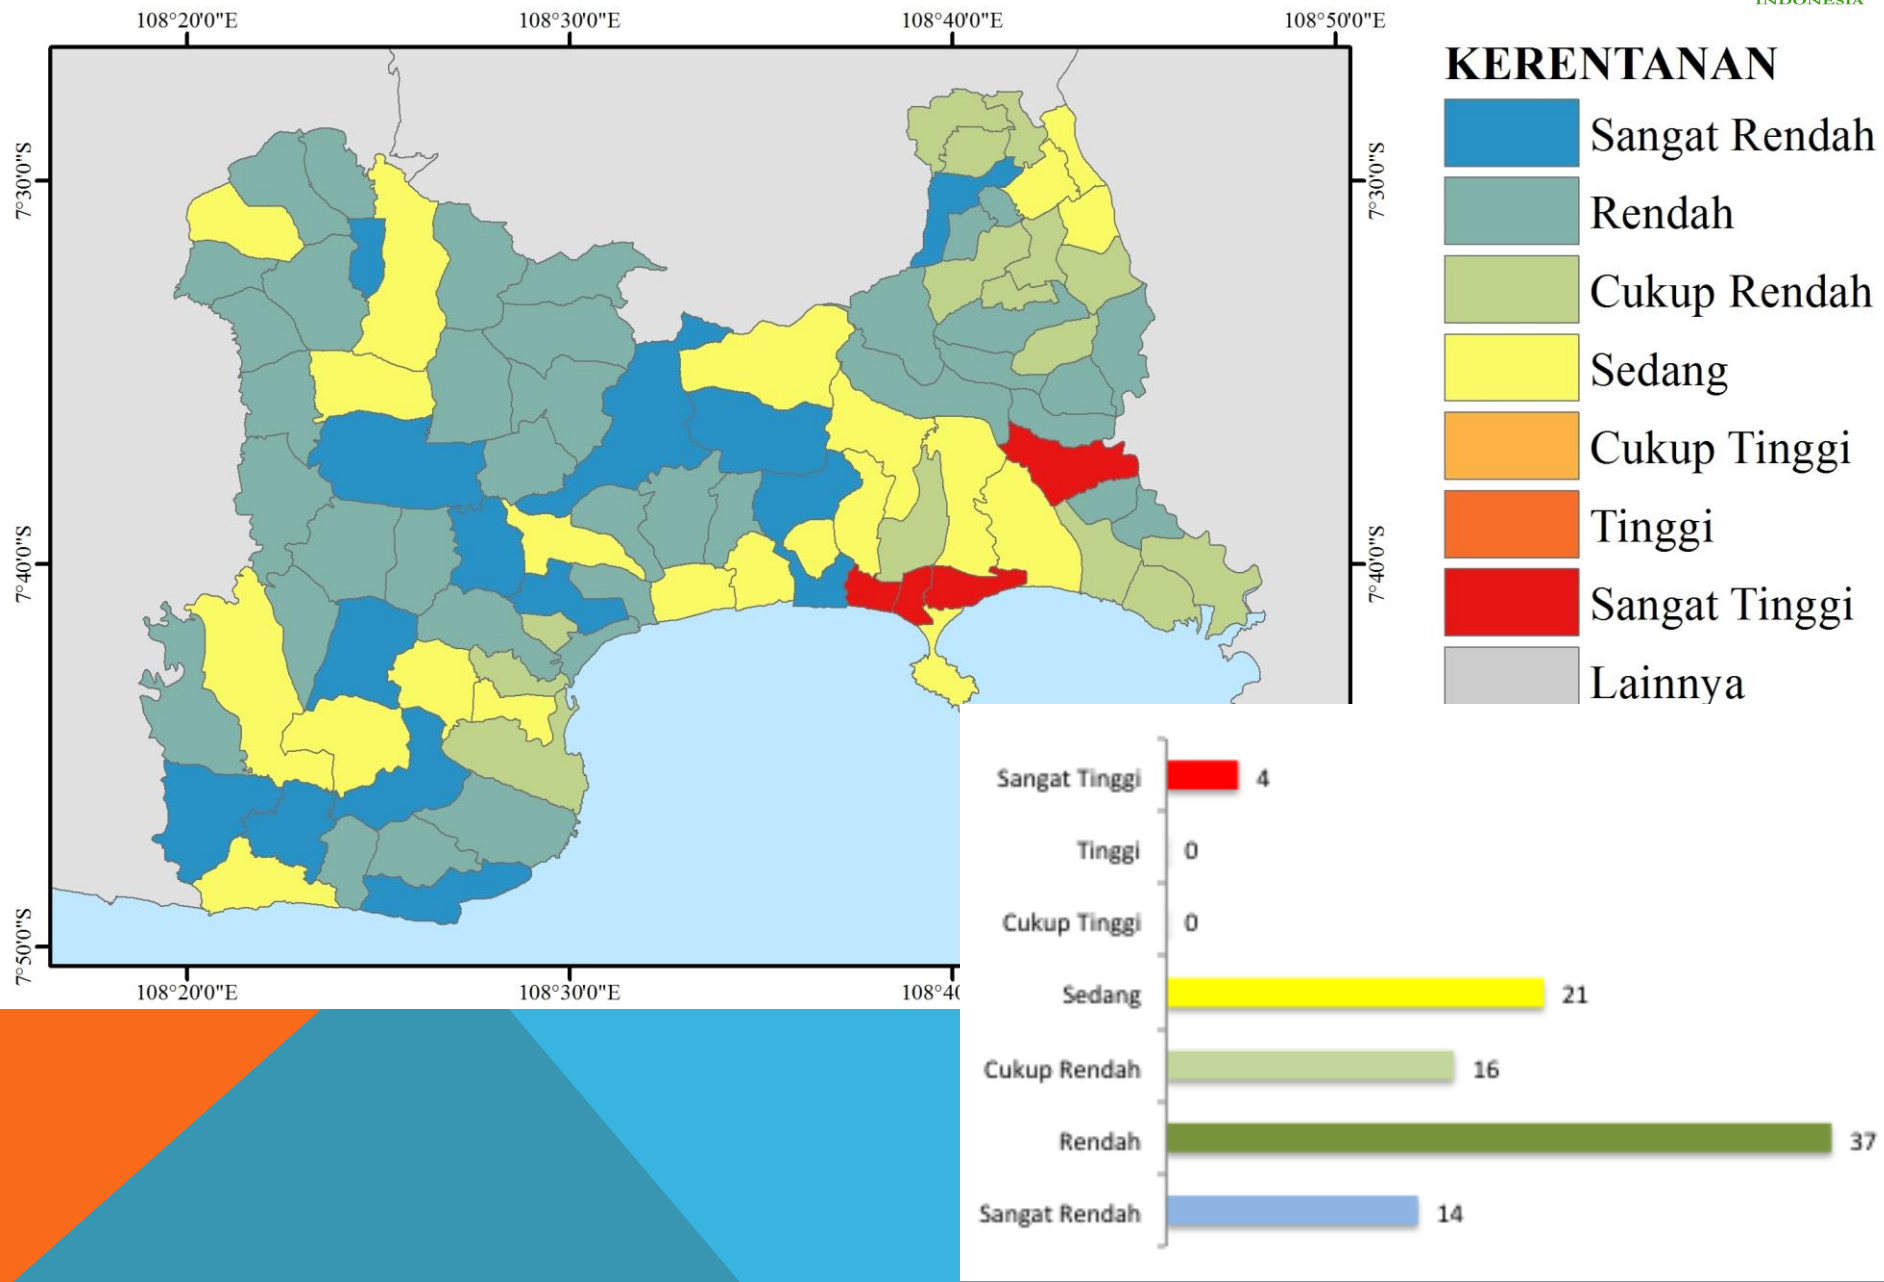 INDONESIA
108°20'0"E
108°30'0"E
108°40'0"E
108°50'0"E
7°30'0"S
7°40'0"S
7°50'0"S
7°30'0"S
7°40'0"S
108°20'0"E
108°30'0"E
108°40
KERENTANAN
Sangat Rendah
Rendah
Cukup Rendah
Sedang
Cukup Tinggi
Tinggi
Sangat Tinggi
Lainnya
Sangat Tinggi 4
Tinggi 0
Cukup Tinggi 0
Sedang 21
Cukup Rendah 16
Rendah 37
Sangat Rendah 14